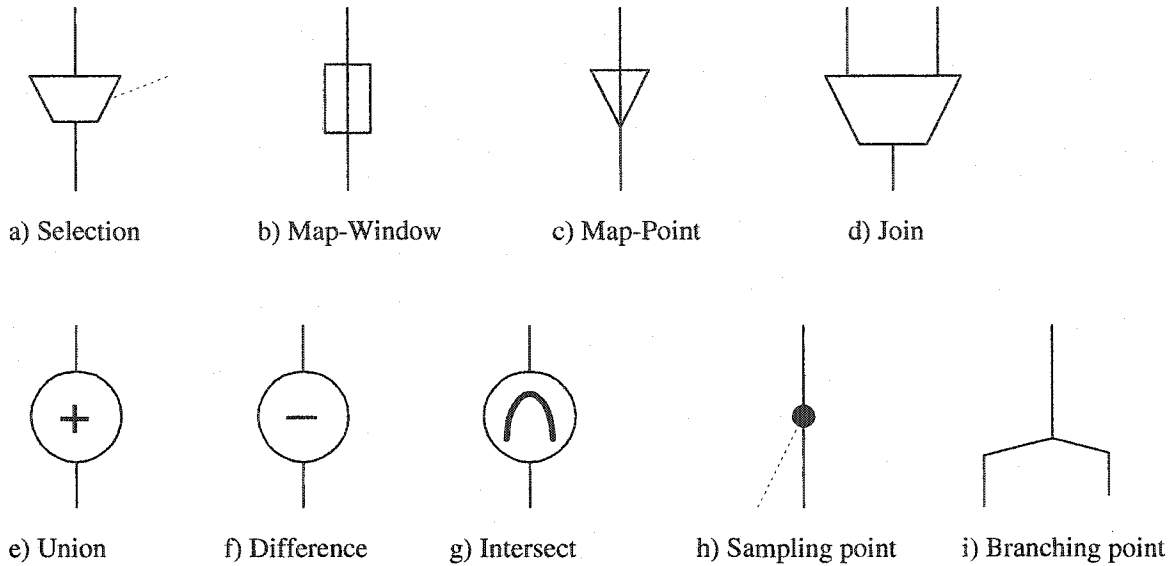 a) Selection b) Map-Window c) Map-Point d) Join
+ −
e) Union f) Difference g) Intersect h) Sampling point i) Branching point